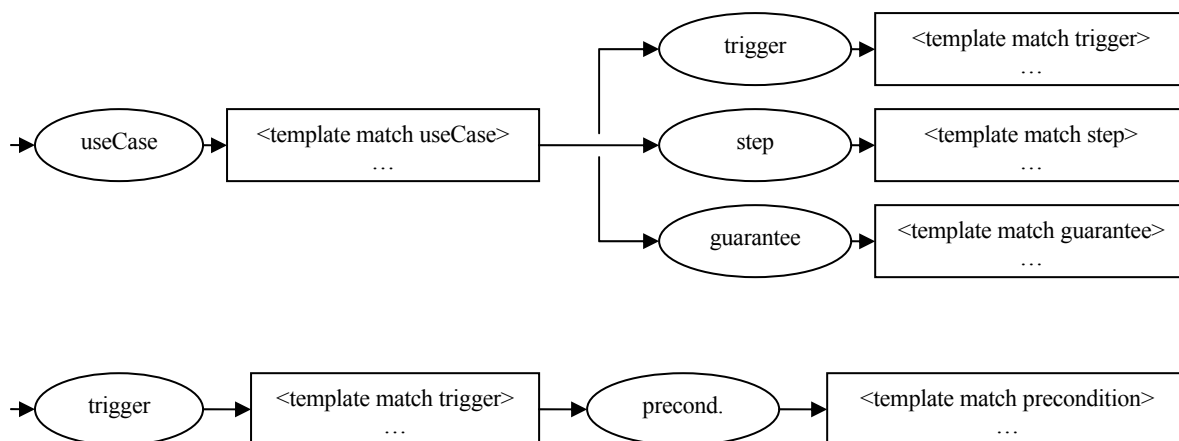 trigger
<template match trigger>
…
useCase
<template match useCase>
…
step
<template match step>
…
guarantee
<template match guarantee>
…
trigger
<template match trigger>
…
precond.
<template match precondition>
…